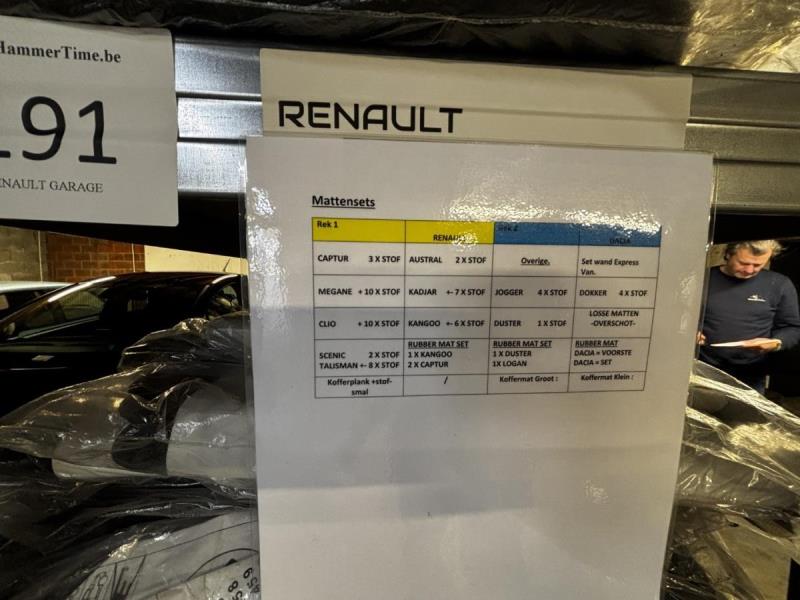 HammerTime.be
191
RENAULT GARAGE
RENAULT
Mattensets
Rek 1
RENAULT
Rek 2
DACIA
CAPTUR 3 X STOF
AUSTRAL 2 X STOF
Overige.
Set wand Express
Van.
MEGANE + 10 X STOF
KADJAR +- 7 X STOF
JOGGER 4 X STOF
DOKKER 4 X STOF
CLIO + 10 X STOF
KANGOO +- 6 X STOF
DUSTER 1 X STOF
LOSSE MATTEN
-OVERSCHOT-
SCENIC 2 X STOF
TALISMAN +- 8 X STOF
RUBBER MAT SET
1 X KANGOO
2 X CAPTUR
RUBBER MAT SET
1 X DUSTER
1X LOGAN
RUBBER MAT
DACIA = VOORSTE
DACIA = SET
Kofferplank +stof-
smal
/
Koffermat Groot :
Koffermat Klein :